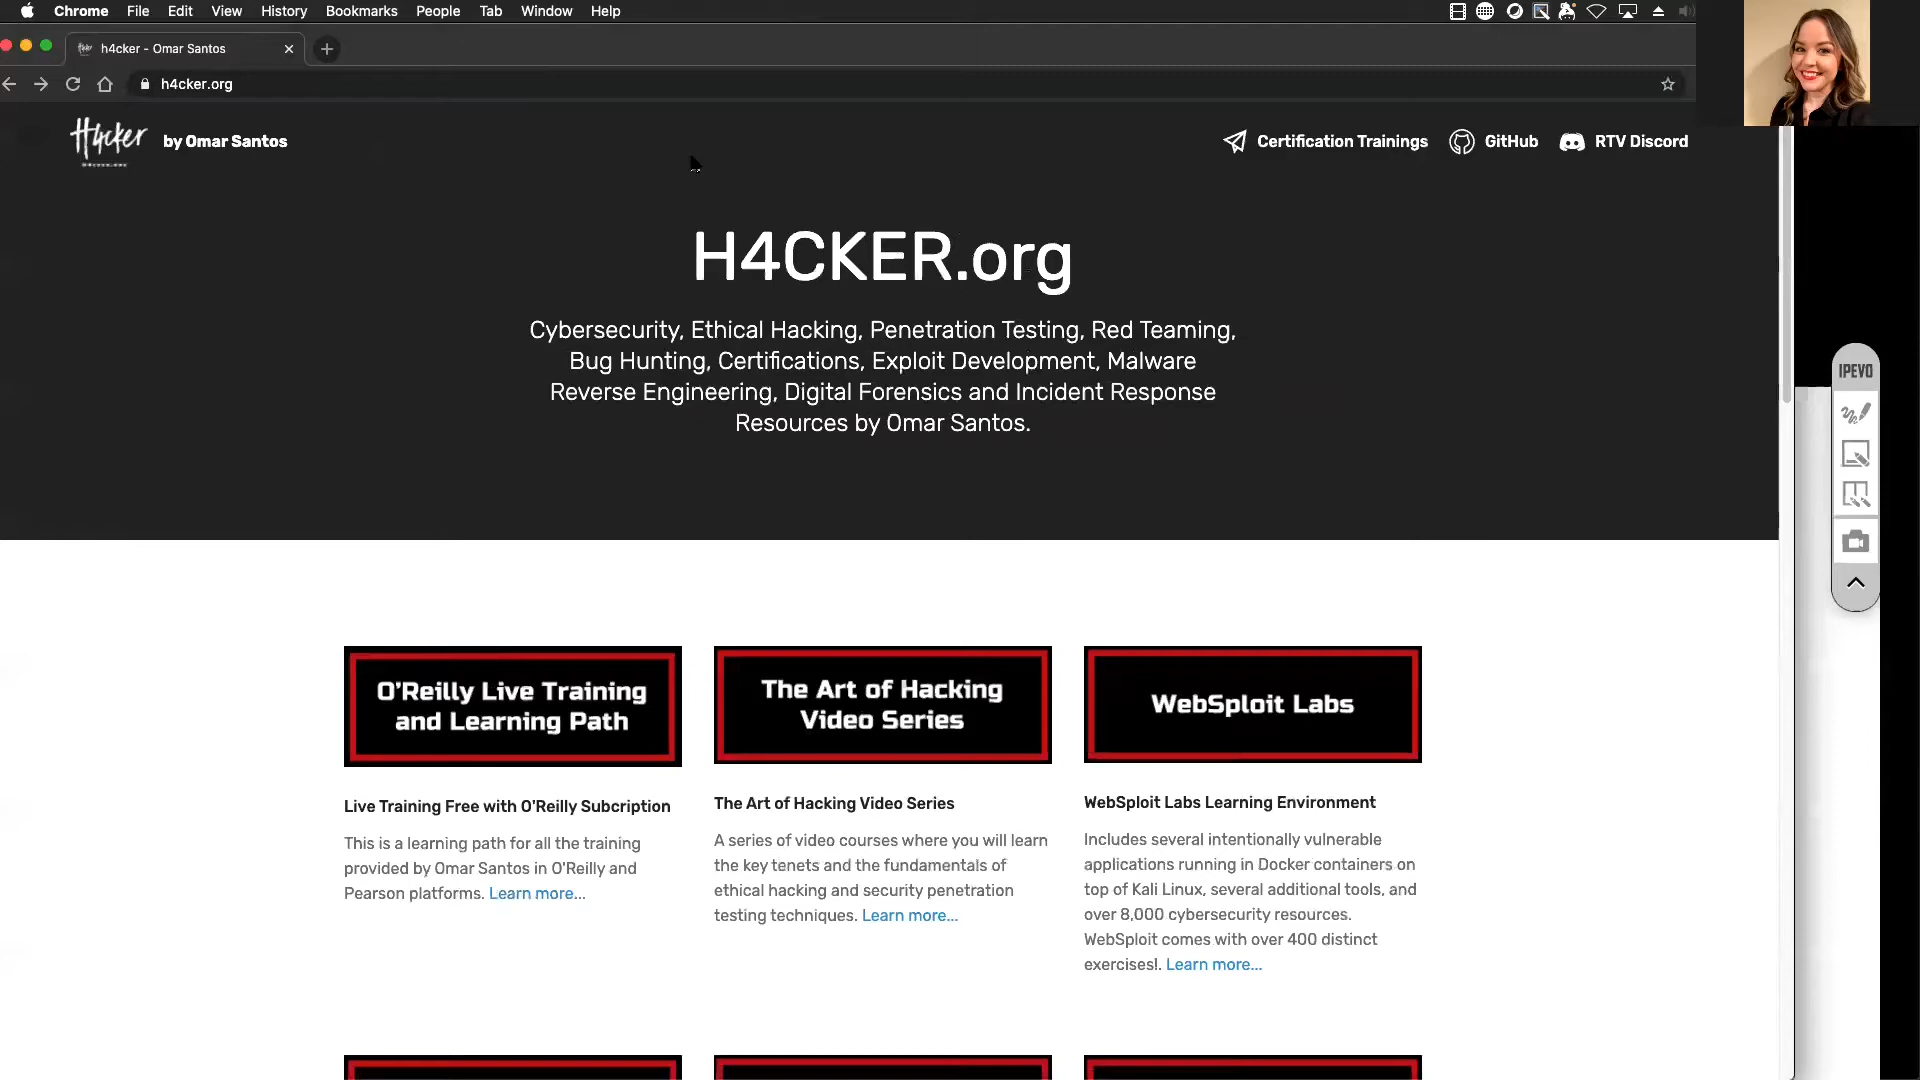 Chrome File Edit View History Bookmarks People Tab Window Help
h4cker - Omar Santos
h4cker.org
H4cker by Omar Santos
Certification Trainings GitHub RTV Discord
H4CKER.org
Cybersecurity, Ethical Hacking, Penetration Testing, Red Teaming,
Bug Hunting, Certifications, Exploit Development, Malware
Reverse Engineering, Digital Forensics and Incident Response
Resources by Omar Santos.
IPEVO
O'Reilly Live Training
and Learning Path
Live Training Free with O'Reilly Subcription
This is a learning path for all the training
provided by Omar Santos in O'Reilly and
Pearson platforms. Learn more...
The Art of Hacking
Video Series
The Art of Hacking Video Series
A series of video courses where you will learn
the key tenets and the fundamentals of
ethical hacking and security penetration
testing techniques. Learn more...
WebSploit Labs
WebSploit Labs Learning Environment
Includes several intentionally vulnerable
applications running in Docker containers on
top of Kali Linux, several additional tools, and
over 8,000 cybersecurity resources.
WebSploit comes with over 400 distinct
exercises!. Learn more...